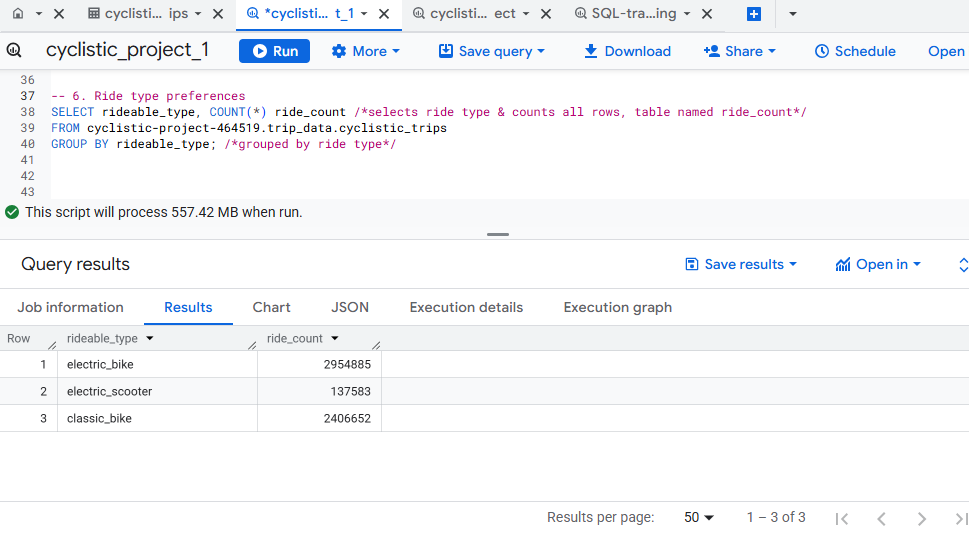 cyclisti... ips
*cyclisti... t_1
cyclisti... ect
SQL-tra...ing
cyclistic_project_1
Run
More
Save query
Download
Share
Schedule
Open
36
37 -- 6. Ride type preferences
38 SELECT rideable_type, COUNT(*) ride_count /*selects ride type & counts all rows, table named ride_count*/
39 FROM cyclistic-project-464519.trip_data.cyclistic_trips
40 GROUP BY rideable_type; /*grouped by ride type*/
41
42
43
This script will process 557.42 MB when run.
Query results
Save results
Open in
Job information Results Chart JSON Execution details Execution graph
Row rideable_type ride_count
1 electric_bike 2954885
2 electric_scooter 137583
3 classic_bike 2406652
Results per page: 50 1 – 3 of 3